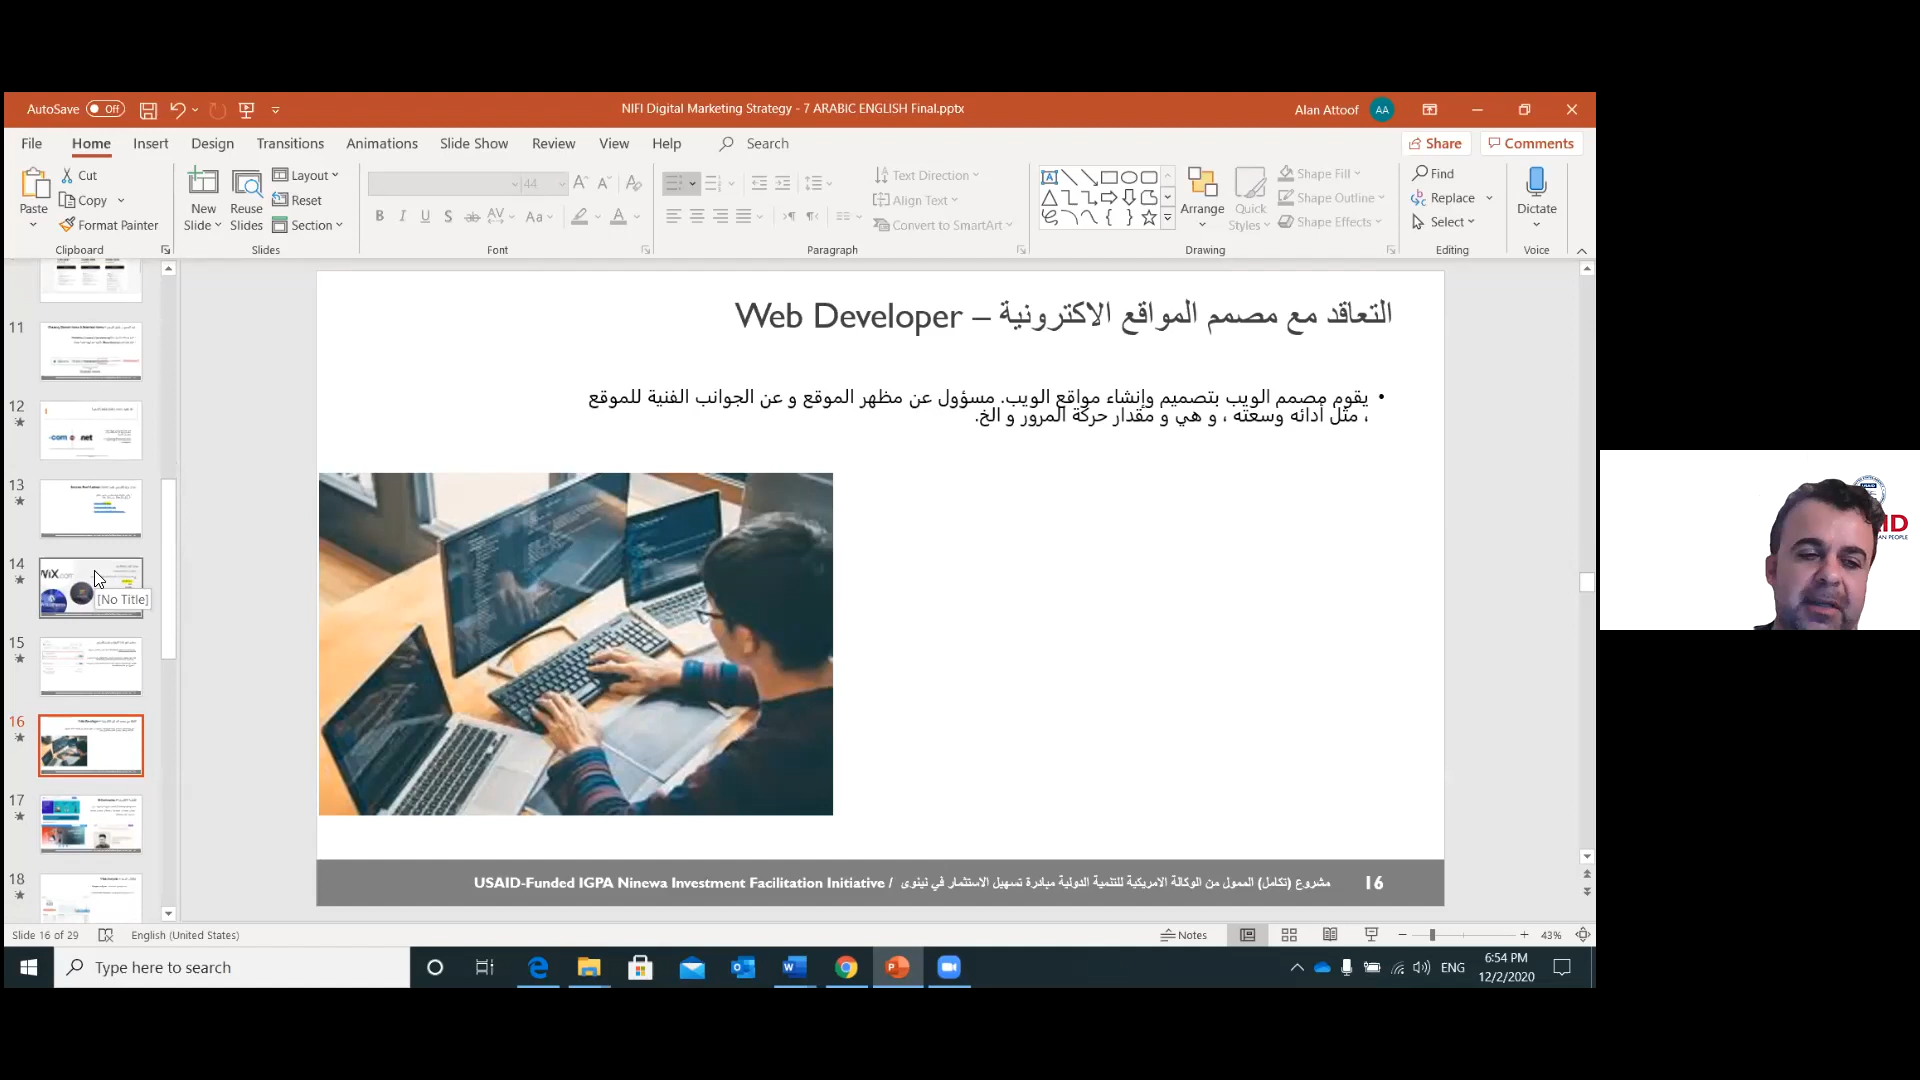 AutoSave Off
NIFI Digital Marketing Strategy - 7 ARABIC ENGLISH Final.pptx
Alan Attoof AA
File Home Insert Design Transitions Animations Slide Show Review View Help Search
Share Comments
Paste
Cut
Copy
Format Painter
Clipboard
New Slide
Reuse Slides
Layout
Reset
Section
Slides
44
Font
Text Direction
Align Text
Convert to SmartArt
Paragraph
Arrange
Quick Styles
Shape Fill
Shape Outline
Shape Effects
Drawing
Find
Replace
Select
Editing
Dictate
Voice
11
12
.com .net
13
14
WiX.com
[No Title]
15
16
17
18
التعاقد مع مصمم المواقع الاكترونية – Web Developer
• يقوم مصمم الويب بتصميم وإنشاء مواقع الويب. مسؤول عن مظهر الموقع و عن الجوانب الفنية للموقع
، مثل أدائه وسعته ، و هي و مقدار حركة المرور و الخ.
مشروع (تكامل) الممول من الوكالة الامريكية للتنمية الدولية مبادرة تسهيل الاستثمار في نينوى / USAID-Funded IGPA Ninewa Investment Facilitation Initiative
16
Slide 16 of 29
English (United States)
Notes
43%
Type here to search
ENG
6:54 PM
12/2/2020